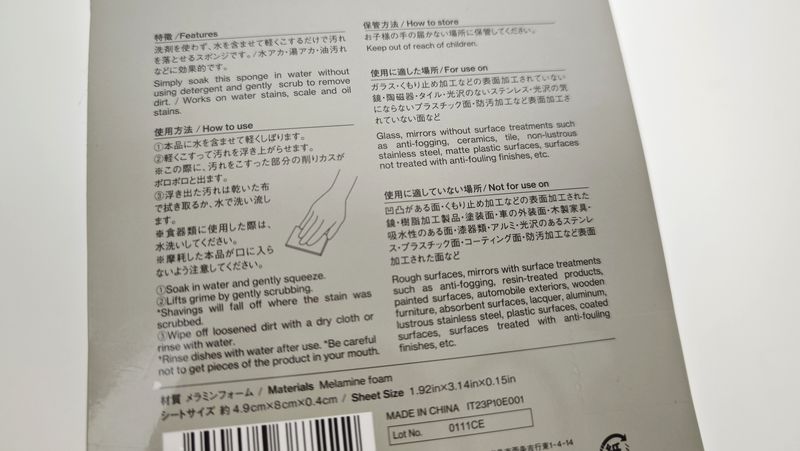 特徴 /Features
洗剤を使わず、水を含ませて軽くこするだけで汚れ
を落とせるスポンジです。/水アカ・湯アカ・油汚れ
などに効果的です。
Simply soak this sponge in water without
using detergent and gently scrub to remove
dirt. / Works on water stains, scale and oil
stains.
使用方法 / How to use
①本品に水を含ませて軽くしぼります。
②軽くこすって汚れを浮き上がらせます。
※この際に、汚れをこすった部分の削りカスが
ボロボロと出ます。
③浮き出た汚れは乾いた布
で拭き取るか、水で洗い流し
ます。
※食器類に使用した際は、
水洗いしてください。
※摩耗した本品が口に入ら
ないよう注意してください。
①Soak in water and gently squeeze.
②Lifts grime by gently scrubbing.
*Shavings will fall off where the stain was
scrubbed.
③Wipe off loosened dirt with a dry cloth or
rinse with water.
*Rinse dishes with water after use. *Be careful
not to get pieces of the product in your mouth.
保管方法 / How to store
お子様の手の届かない場所に保管してください。
Keep out of reach of children.
使用に適した場所 / For use on
ガラス・くもり止め加工などの表面加工されていない
鏡・陶磁器・タイル・光沢のないステンレス・光沢の気
にならないプラスチック面・防汚加工など表面加工さ
れていない面など
Glass, mirrors without surface treatments such
as anti-fogging, ceramics, tile, non-lustrous
stainless steel, matte plastic surfaces, surfaces
not treated with anti-fouling finishes, etc.
使用に適していない場所 / Not for use on
凹凸がある面・くもり止め加工などの表面加工された
鏡・樹脂加工製品・塗装面・車の外装面・木製家具・
吸水性のある面・漆器類・アルミ・光沢のあるステンレ
ス・プラスチック面・コーティング面・防汚加工など表面
加工された面など
Rough surfaces, mirrors with surface treatments
such as anti-fogging, resin-treated products,
painted surfaces, automobile exteriors, wooden
furniture, absorbent surfaces, lacquer, aluminum,
lustrous stainless steel, plastic surfaces, coated
surfaces, surfaces treated with anti-fouling
finishes, etc.
材質 メラミンフォーム / Materials Melamine foam
シートサイズ 約 4.9cm×8cm×0.4cm / Sheet Size 1.92in×3.14in×0.15in
MADE IN CHINA IT23P10E001
Lot No. 0111CE
1-4-14
紙